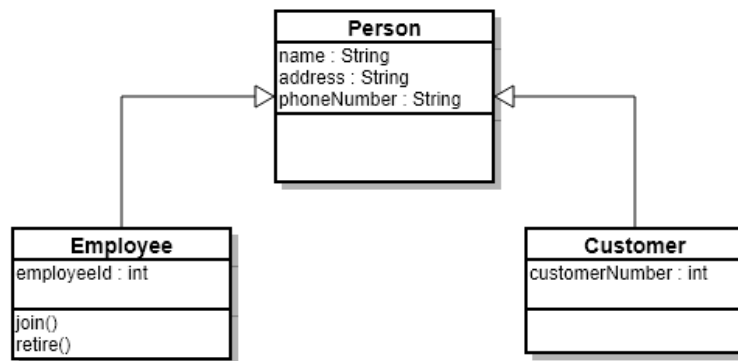 Person
name : String
address : String
phoneNumber : String
Employee
employeeId : int
join()
retire()
Customer
customerNumber : int